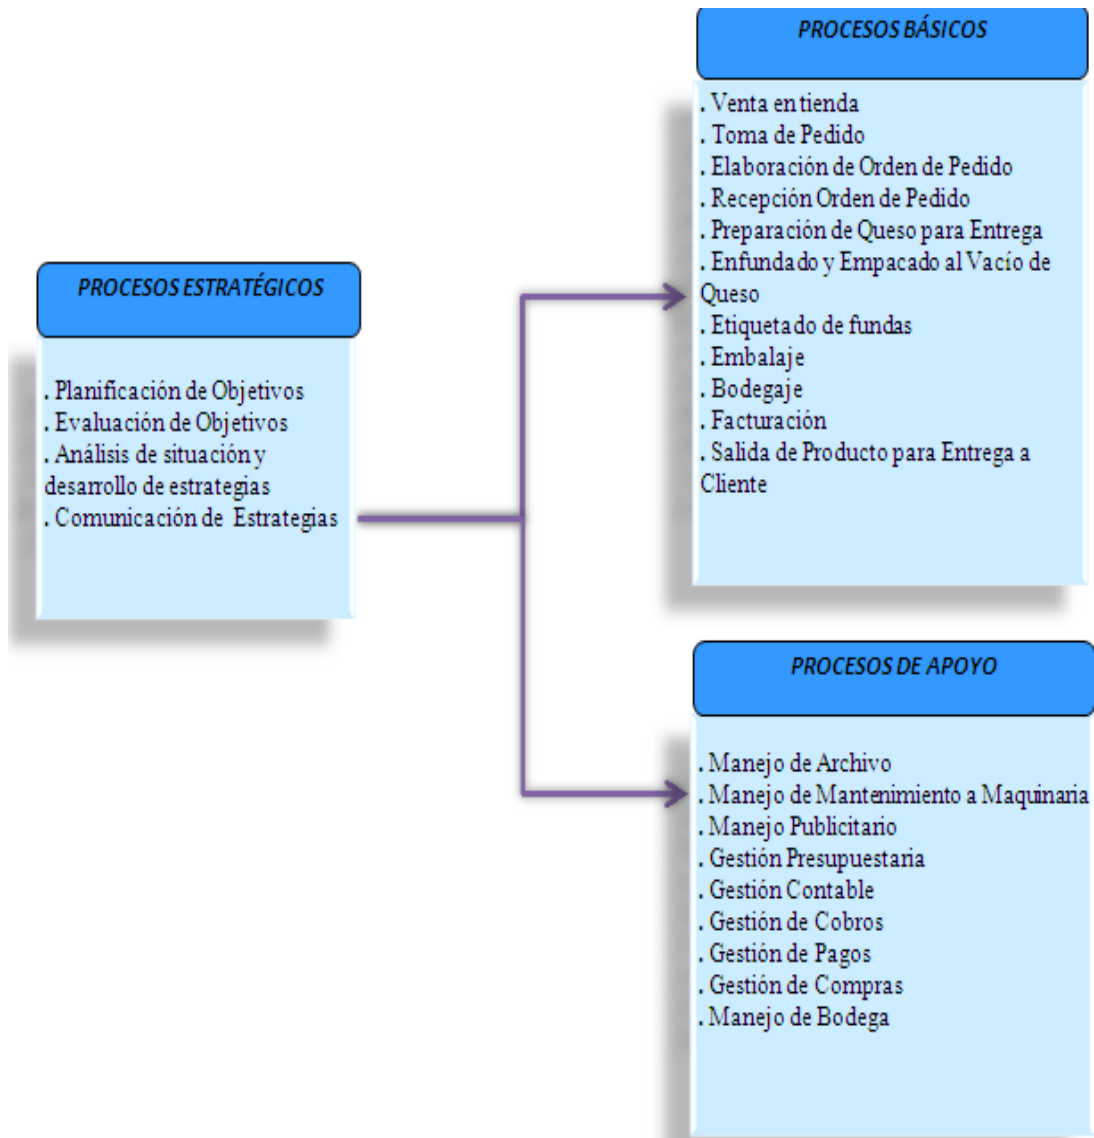 PROCESOS ESTRATÉGICOS
. Planificación de Objetivos
. Evaluación de Objetivos
. Análisis de situación y
desarrollo de estrategias
. Comunicación de Estrategias
PROCESOS BÁSICOS
. Venta en tienda
. Toma de Pedido
. Elaboración de Orden de Pedido
. Recepción Orden de Pedido
. Preparación de Queso para Entrega
. Enfundado y Empacado al Vacío de
Queso
. Etiquetado de fundas
. Embalaje
. Bodegaje
. Facturación
. Salida de Producto para Entrega a
Cliente
PROCESOS DE APOYO
. Manejo de Archivo
. Manejo de Mantenimiento a Maquinaria
. Manejo Publicitario
. Gestión Presupuestaria
. Gestión Contable
. Gestión de Cobros
. Gestión de Pagos
. Gestión de Compras
. Manejo de Bodega